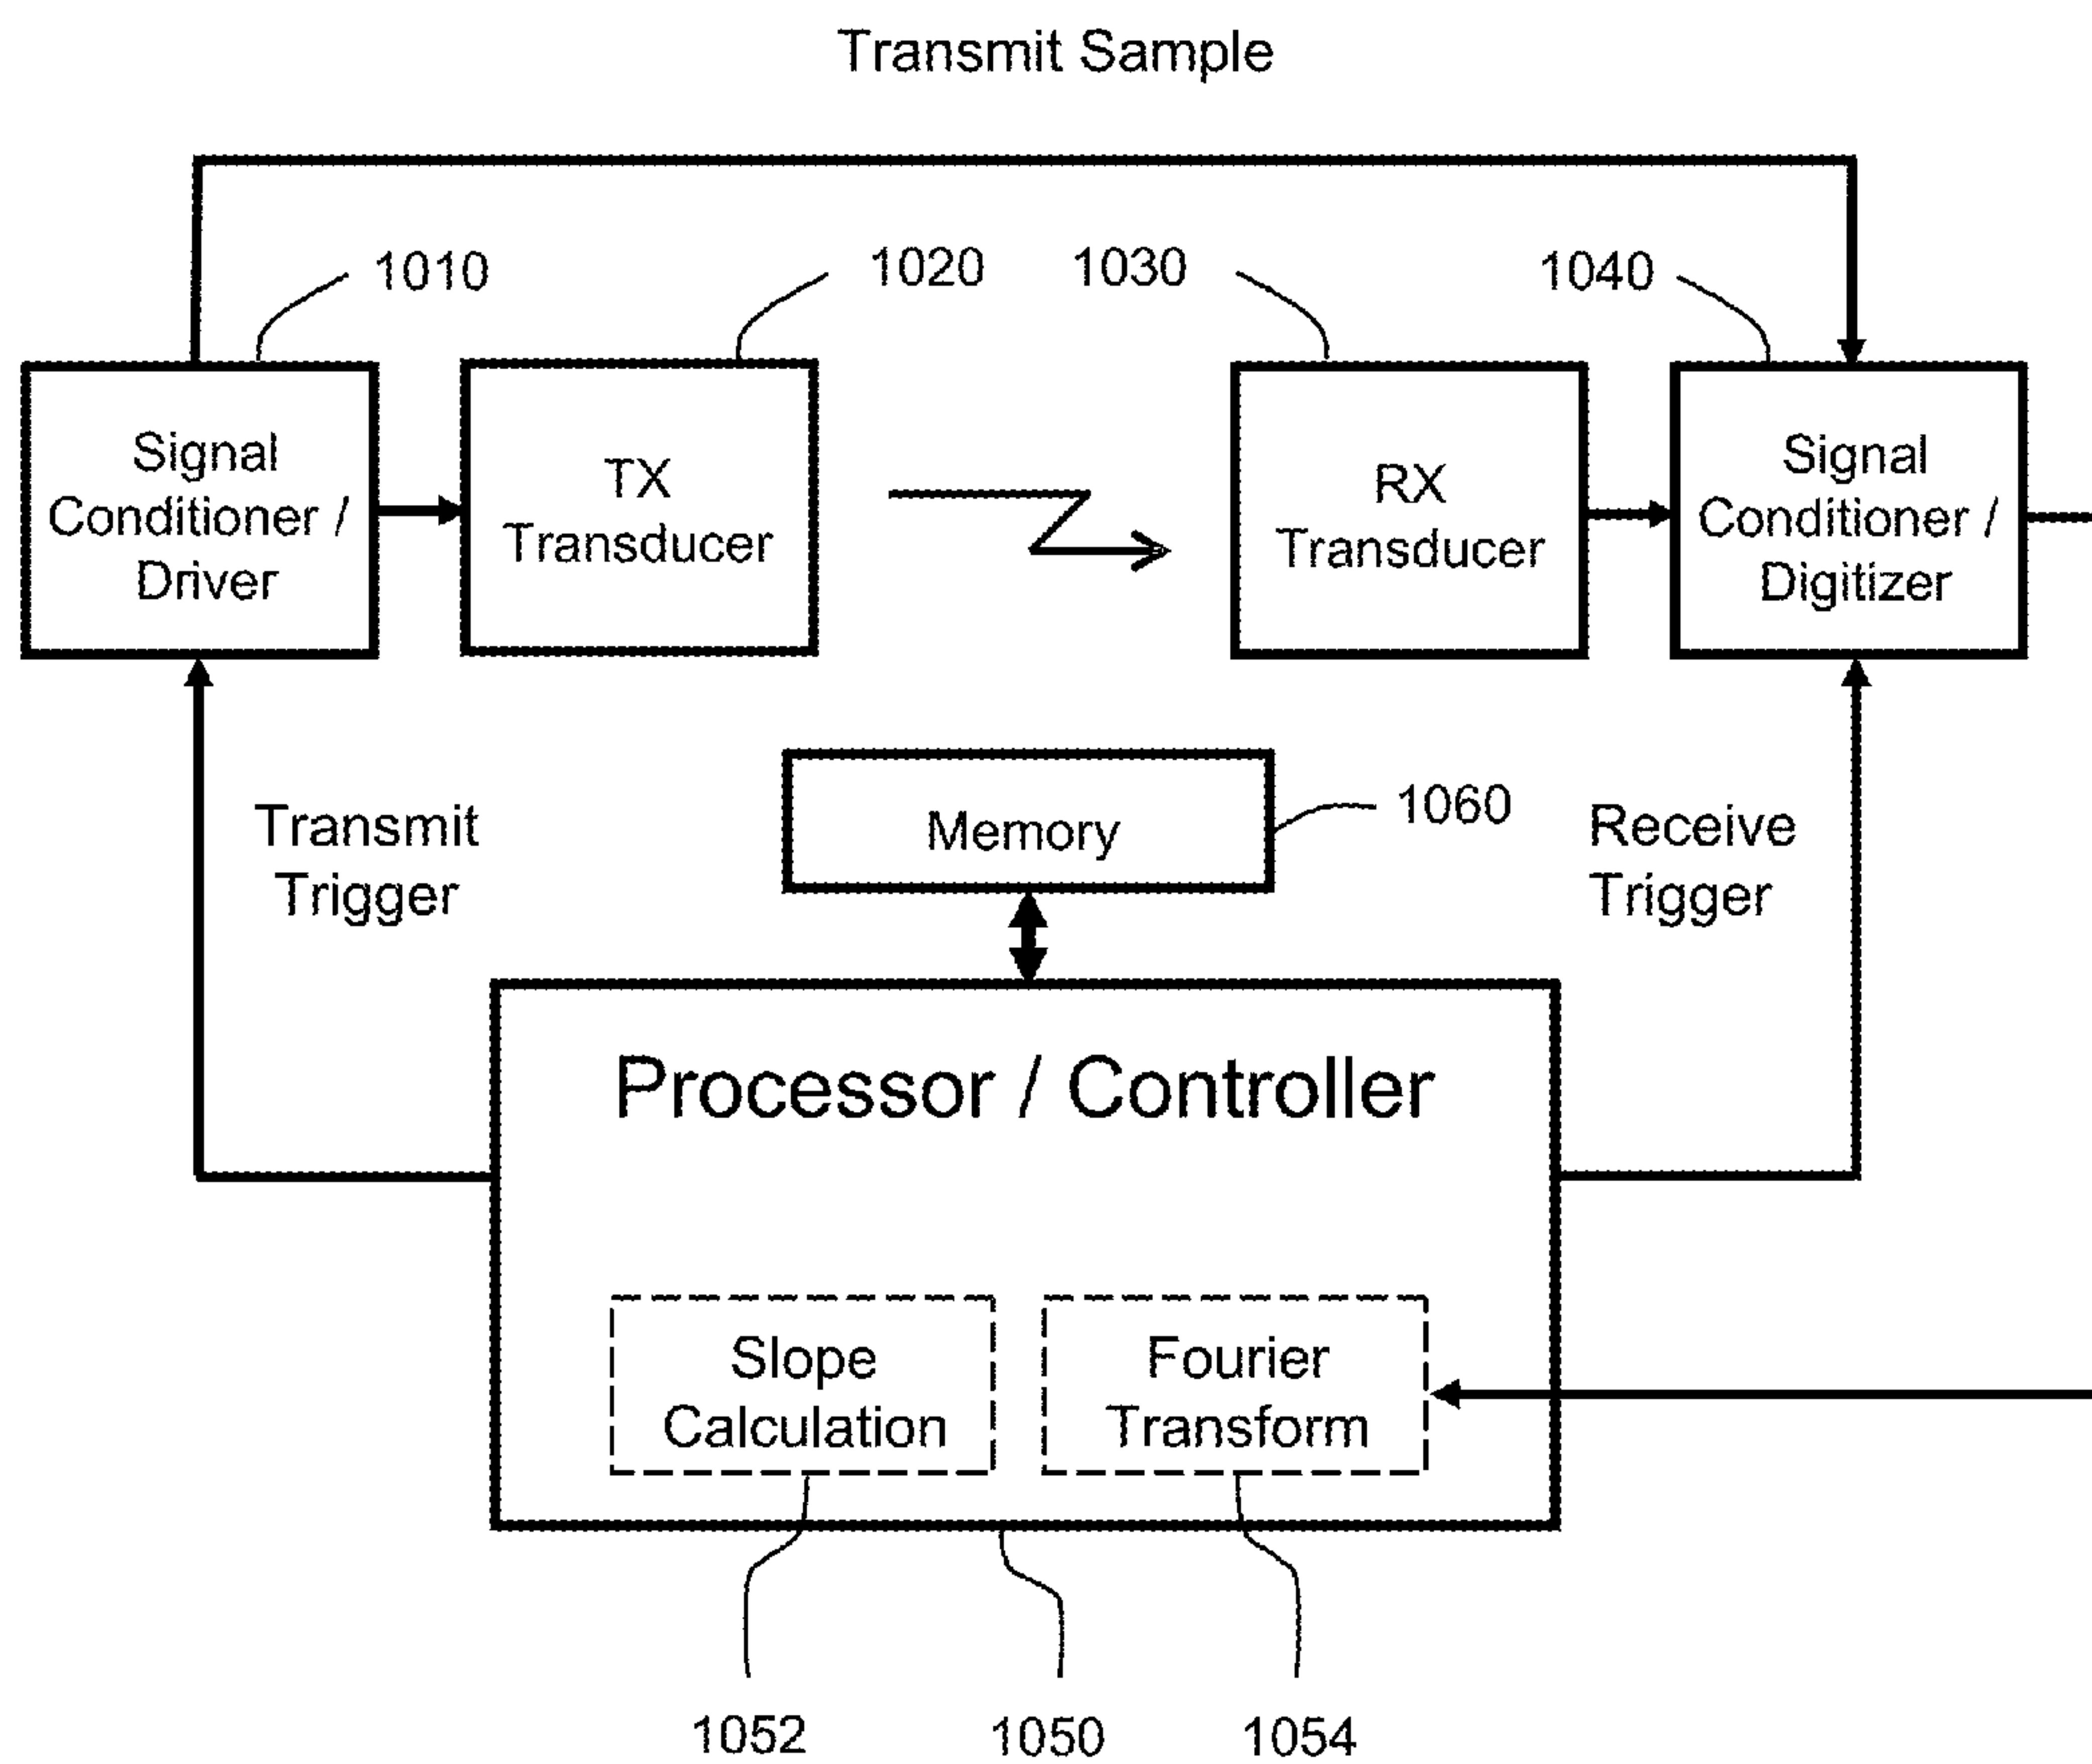 Transmit Sample
1010
1020
1030
1040
Signal
Conditioner /
Driver
TX
Transducer
RX
Transducer
Signal
Conditioner /
Digitizer
Transmit
Trigger
Memory
1060
Receive
Trigger
Processor / Controller
Slope
Calculation
Fourier
Transform
1052
1050
1054